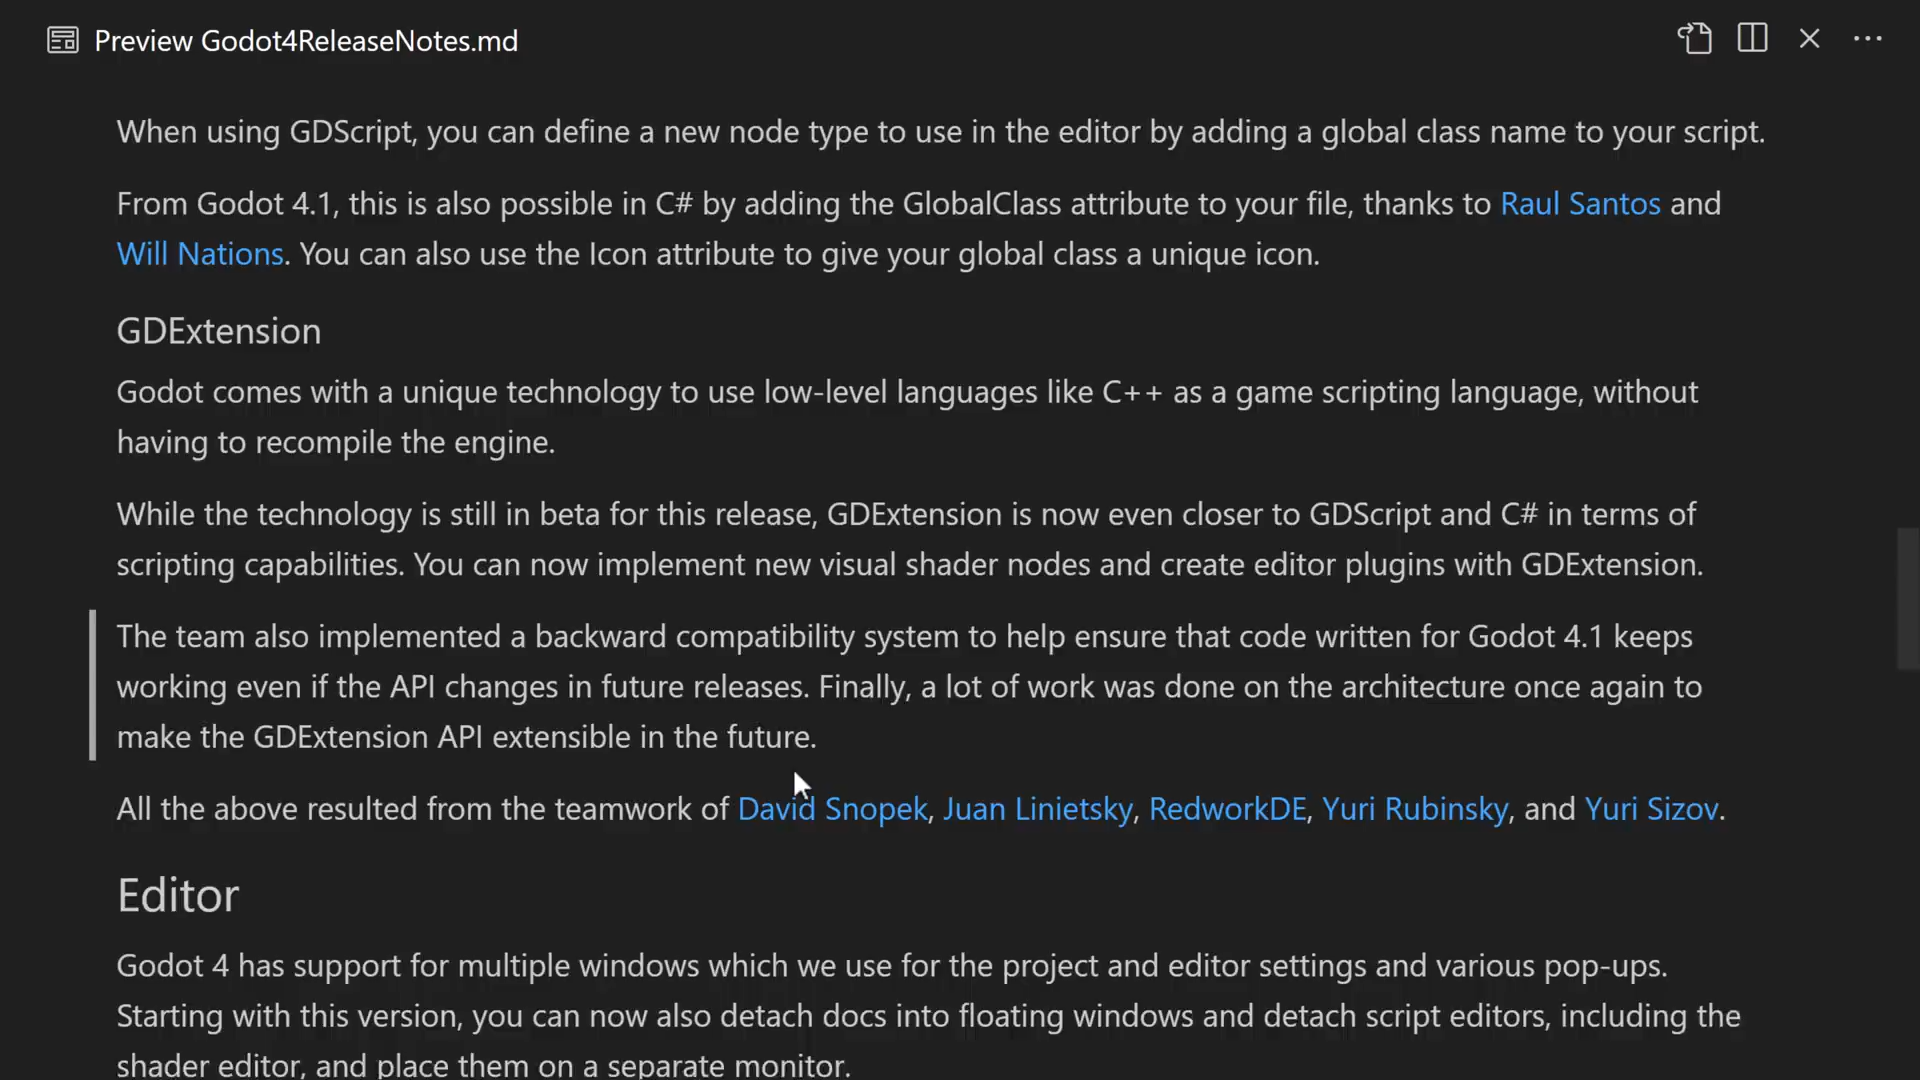 Preview Godot4ReleaseNotes.md
When using GDScript, you can define a new node type to use in the editor by adding a global class name to your script.
From Godot 4.1, this is also possible in C# by adding the GlobalClass attribute to your file, thanks to Raul Santos and
Will Nations. You can also use the Icon attribute to give your global class a unique icon.
GDExtension
Godot comes with a unique technology to use low-level languages like C++ as a game scripting language, without
having to recompile the engine.
While the technology is still in beta for this release, GDExtension is now even closer to GDScript and C# in terms of
scripting capabilities. You can now implement new visual shader nodes and create editor plugins with GDExtension.
The team also implemented a backward compatibility system to help ensure that code written for Godot 4.1 keeps
working even if the API changes in future releases. Finally, a lot of work was done on the architecture once again to
make the GDExtension API extensible in the future.
All the above resulted from the teamwork of David Snopek, Juan Linietsky, RedworkDE, Yuri Rubinsky, and Yuri Sizov.
Editor
Godot 4 has support for multiple windows which we use for the project and editor settings and various pop-ups.
Starting with this version, you can now also detach docs into floating windows and detach script editors, including the
shader editor, and place them on a separate monitor.